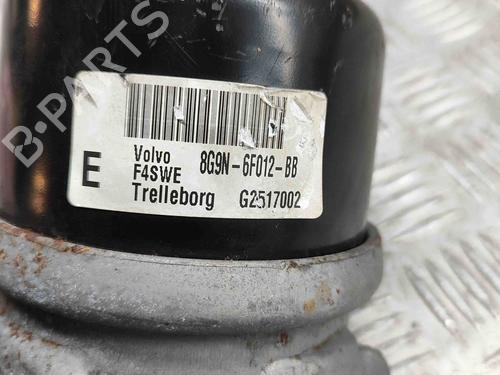 B-PARTS
E
Volvo 8G9N-6F012-BB
F4SWE
Trelleborg G2517002